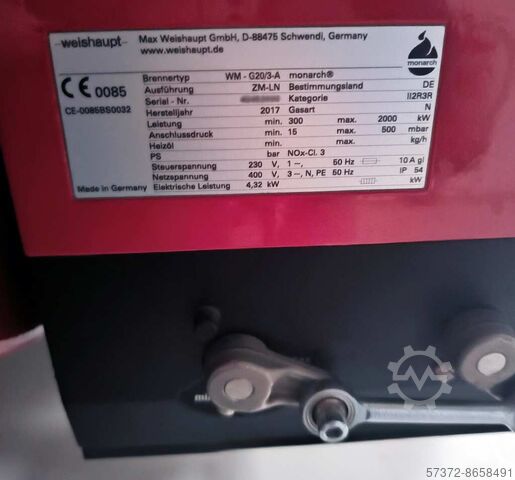 –weishaupt–
Max Weishaupt GmbH, D-88475 Schwendi, Germany
www.weishaupt.de
monarch
CE 0085
CE-0085BS0032
Brennertyp WM - G20/3-A monarch®
Ausführung ZM-LN Bestimmungsland DE
Serial - Nr. Kategorie II2R3R
Herstelljahr 2017 Gasart N
Leistung min. 300 max. 2000 kW
Anschlussdruck min. 15 max. 500 mbar
Heizöl min. max. kg/h
PS bar NOx-Cl. 3
Steuerspannung 230 V, 1~, 50 Hz 10 A gl
Netzspannung 400 V, 3~, N, PE 50 Hz IP 54
Made in Germany Elektrische Leistung 4,32 kW kW
57372-8658491